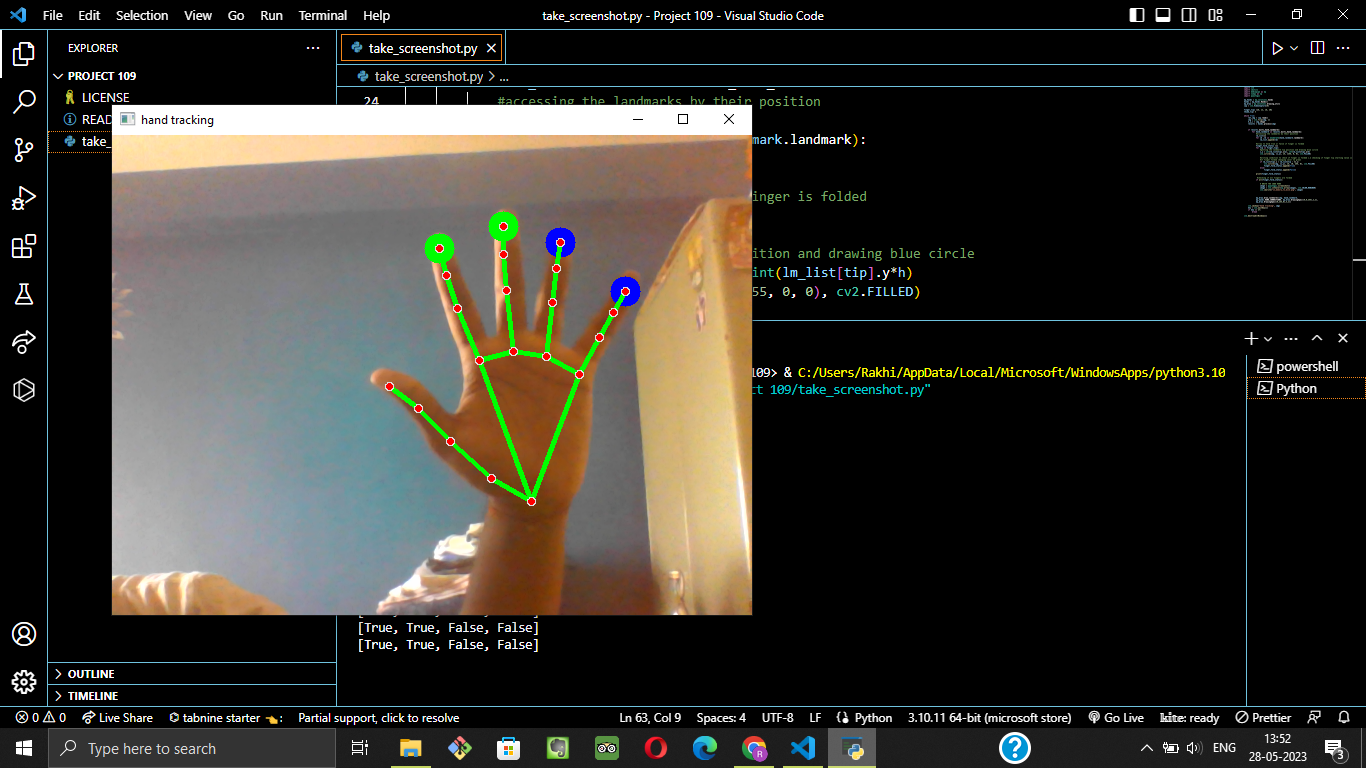 File Edit Selection View Go Run Terminal Help
take_screenshot.py - Project 109 - Visual Studio Code
EXPLORER
PROJECT 109
LICENSE
READ
take_
take_screenshot.py
take_screenshot.py > ...
24 #accessing the landmarks by their position
hand tracking
mark.landmark):
inger is folded
ition and drawing blue circle
int(lm_list[tip].y*h)
55, 0, 0), cv2.FILLED)
109> & C:/Users/Rakhi/AppData/Local/Microsoft/WindowsApps/python3.10
ct 109/take_screenshot.py"
powershell
Python
[True, True, False, False]
[True, True, False, False]
OUTLINE
TIMELINE
0 0 Live Share tabnine starter : Partial support, click to resolve
Ln 63, Col 9 Spaces: 4 UTF-8 LF Python 3.10.11 64-bit (microsoft store) Go Live kite: ready Prettier
Type here to search
ENG
13:52
28-05-2023
3